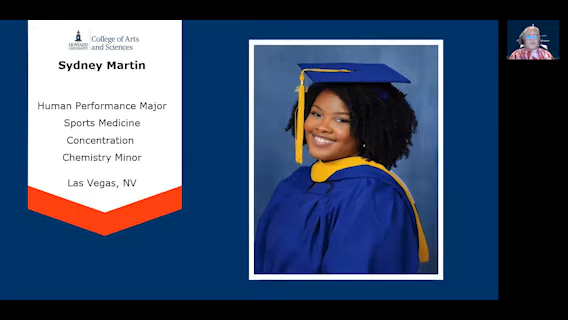 HOWARD
UNIVERSITY
College of Arts
and Sciences
Sydney Martin
Human Performance Major
Sports Medicine
Concentration
Chemistry Minor
Las Vegas, NV